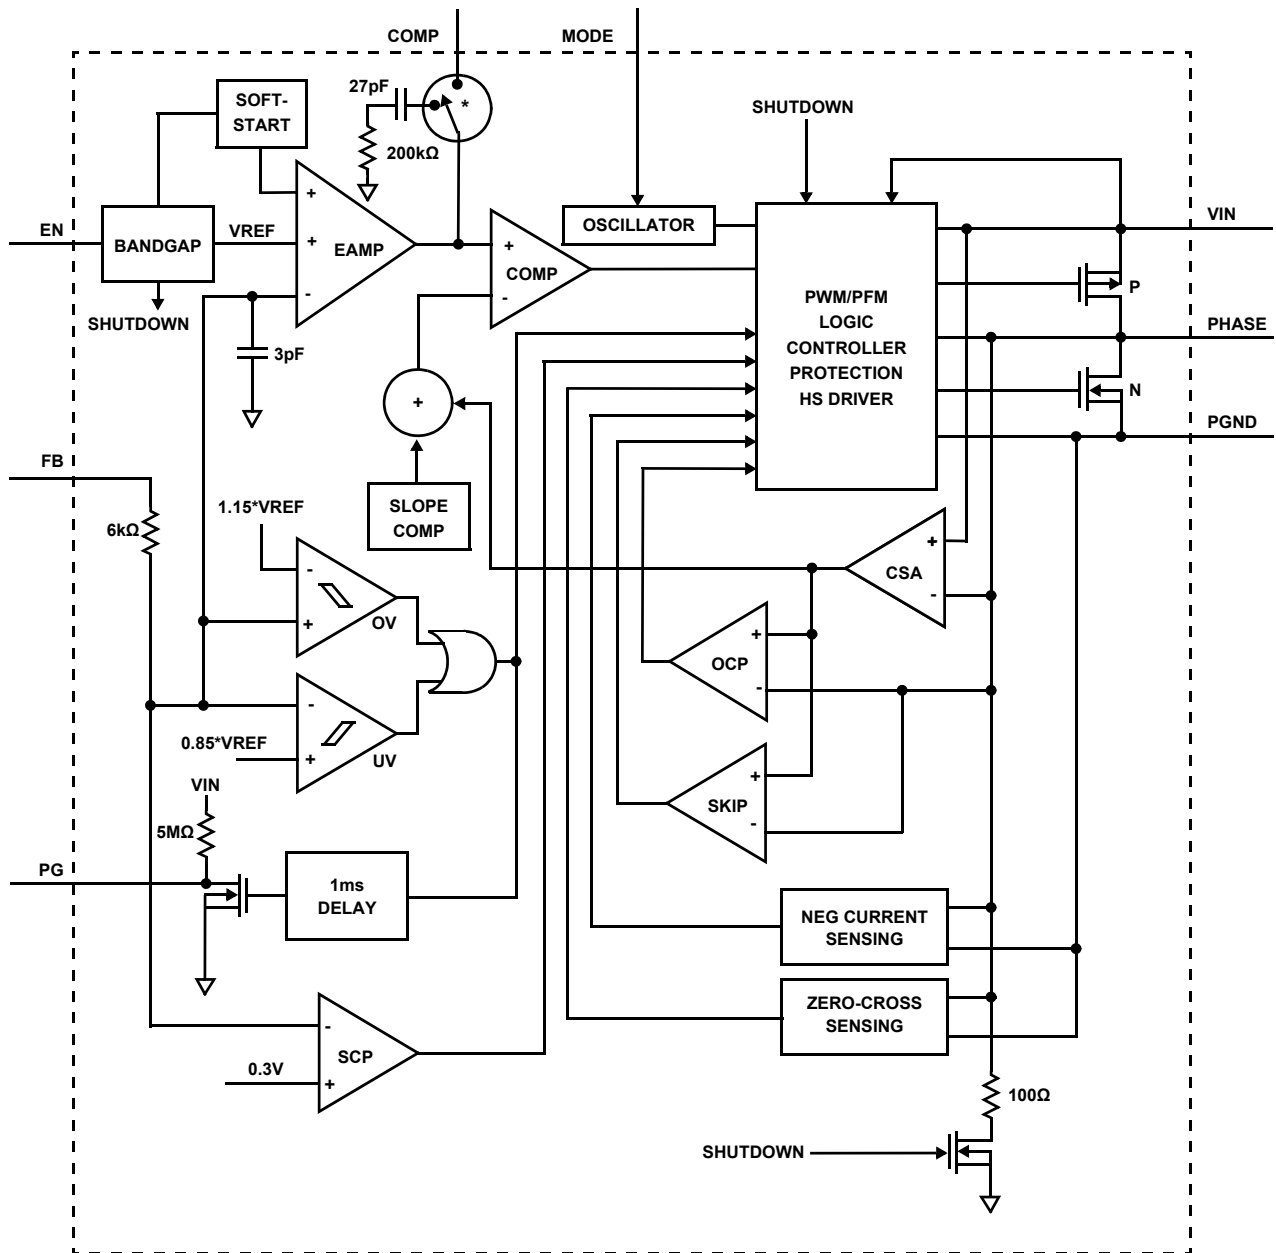 COMP
MODE
27pF
*
SOFT-
START
200kΩ
SHUTDOWN
EN
BANDGAP
VREF
+
+
-
EAMP
+
-
COMP
OSCILLATOR
PWM/PFM
LOGIC
CONTROLLER
PROTECTION
HS DRIVER
VIN
P
PHASE
N
PGND
SHUTDOWN
3pF
+
SLOPE
COMP
FB
6kΩ
1.15*VREF
-
+
OV
+
-
CSA
+
-
OCP
-
+
UV
0.85*VREF
+
-
SKIP
VIN
5MΩ
PG
1ms
DELAY
NEG CURRENT
SENSING
ZERO-CROSS
SENSING
-
+
SCP
0.3V
100Ω
SHUTDOWN